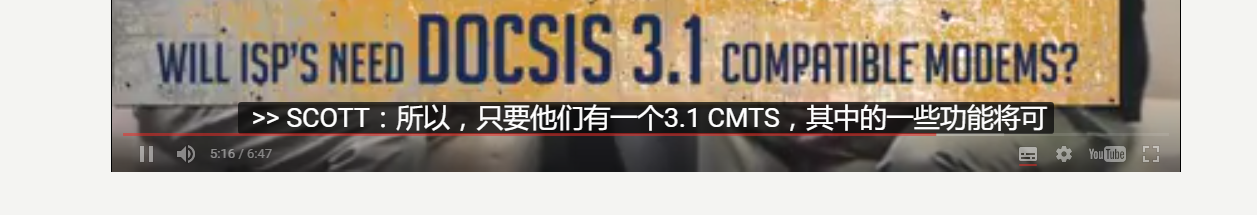 WILL ISP'S NEED DOCSIS 3.1 COMPATIBLE MODEMS?
>> SCOTT：所以，只要他们有一个3.1 CMTS，其中的一些功能将可
5:16 / 6:47
YouTube